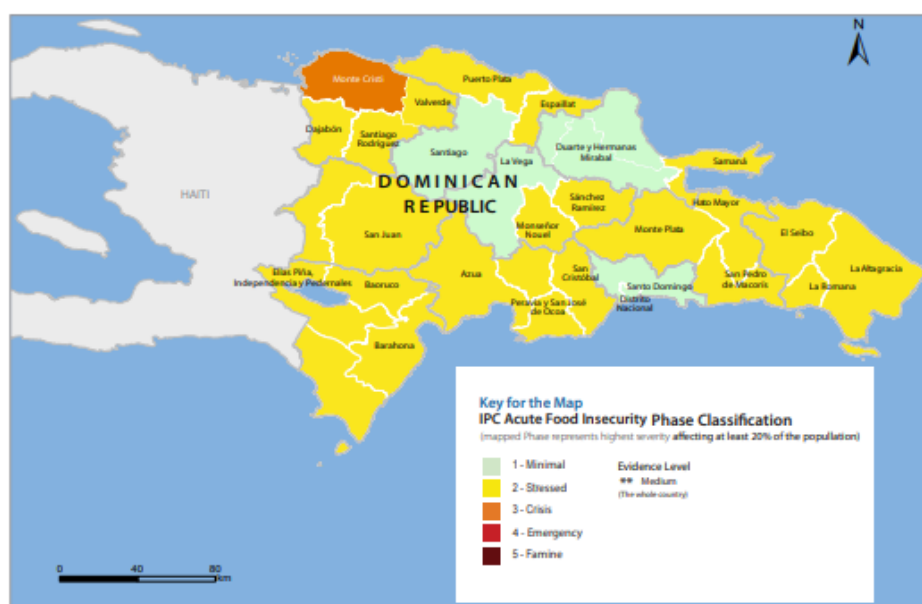 N
Monte Cristi
Puerto Plata
Valverde
Espaillat
Dajabón
Santiago
Rodríguez
Santiago
La Vega
Duarte y Hermanas
Mirabal
Samaná
HAITI
DOMINICAN
REPUBLIC
Sánchez
Ramírez
Hato Mayor
Monseñor
Nouel
Monte Plata
El Seibo
San Juan
Elías Piña,
Independencia y Pedernales
Baoruco
Azua
San
Cristóbal
Santo Domingo
Distrito
Nacional
San Pedro
de Macoris
La Romana
La Altagracia
Peravia y San José
de Ocoa
Barahona
Key for the Map
IPC Acute Food Insecurity Phase Classification
(mapped Phase represents highest severity affecting at least 20% of the population)
1 - Minimal
2 - Stressed
3 - Crisis
4 - Emergency
5 - Famine
Evidence Level
** Medium
(The whole country)
0 40 80
km